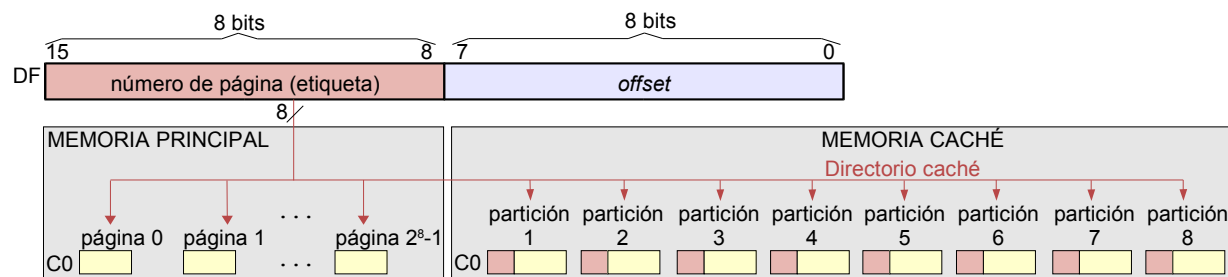 8 bits 8 bits
15 8 7 0
DF número de página (etiqueta) offset
8
MEMORIA PRINCIPAL MEMORIA CACHÉ
Directorio caché
. . . partición partición partición partición partición partición partición partición
página 0 página 1 página 2⁸-1 1 2 3 4 5 6 7 8
C0 . . . C0